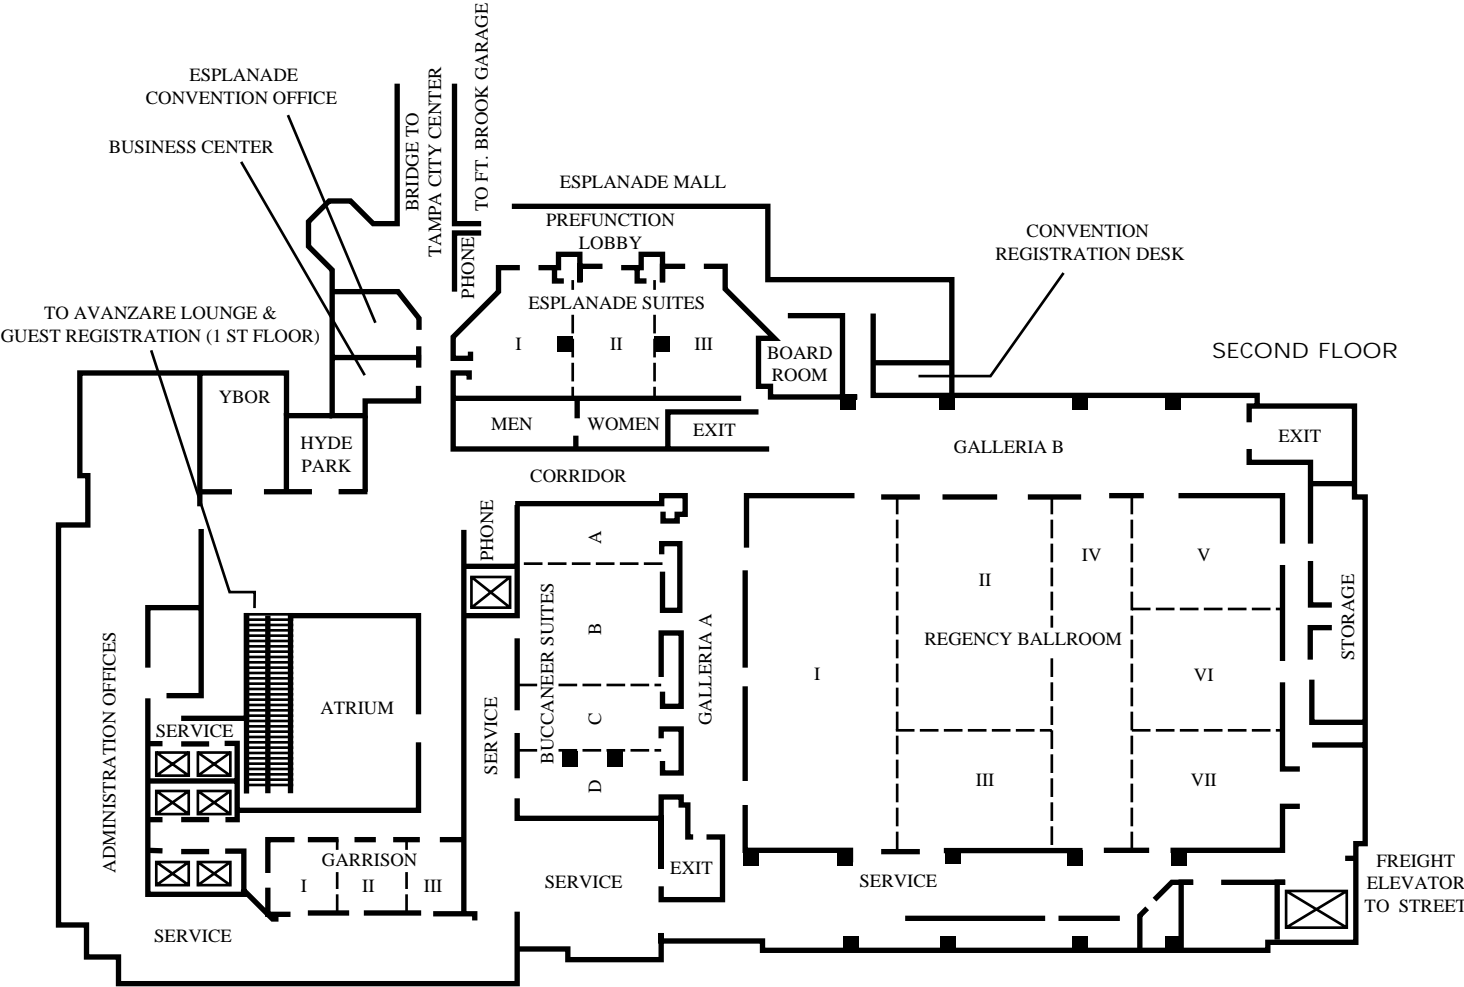 ESPLANADE
CONVENTION OFFICE
BUSINESS CENTER
BRIDGE TO
TAMPA CITY CENTER
TO FT. BROOK GARAGE
PHONE
ESPLANADE MALL
PREFUNCTION
LOBBY
CONVENTION
REGISTRATION DESK
TO AVANZARE LOUNGE &
GUEST REGISTRATION (1 ST FLOOR)
ESPLANADE SUITES
I
II
III
BOARD
ROOM
SECOND FLOOR
YBOR
HYDE
PARK
MEN
WOMEN
EXIT
GALLERIA B
EXIT
CORRIDOR
PHONE
A
B
C
D
BUCCANEER SUITES
GALLERIA A
SERVICE
REGENCY BALLROOM
I
II
III
IV
V
VI
VII
STORAGE
ADMINISTRATION OFFICES
ATRIUM
SERVICE
GARRISON
I
II
III
SERVICE
SERVICE
EXIT
SERVICE
FREIGHT
ELEVATOR
TO STREET